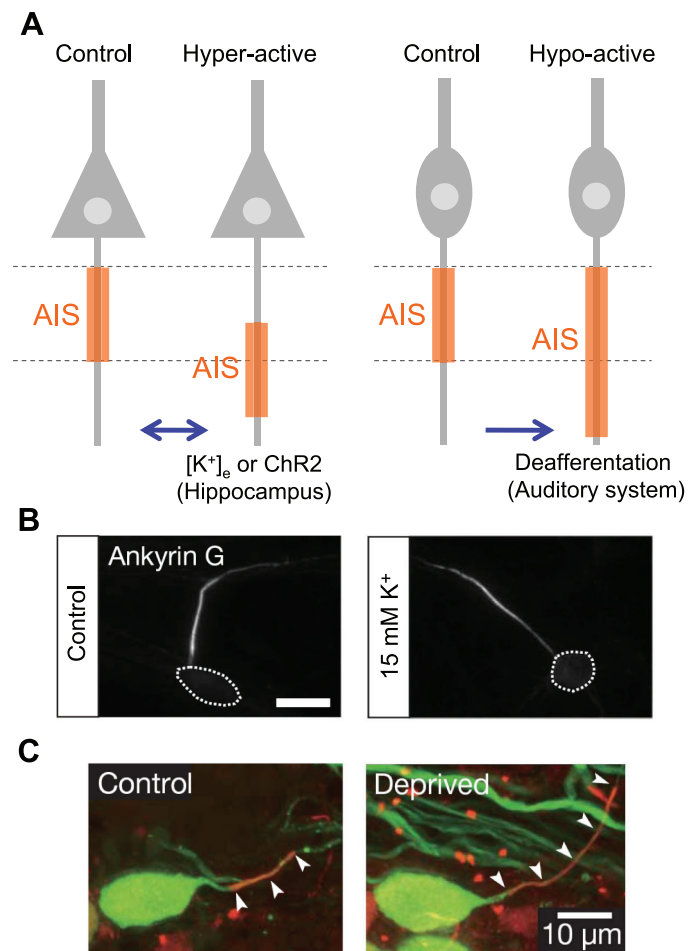 A
Control
Hyper-active
Control
Hypo-active
AIS
AIS
AIS
AIS
[K⁺]ₑ or ChR2
(Hippocampus)
Deafferentation
(Auditory system)
B
Control
Ankyrin G
15 mM K⁺
C
Control
Deprived
10 µm